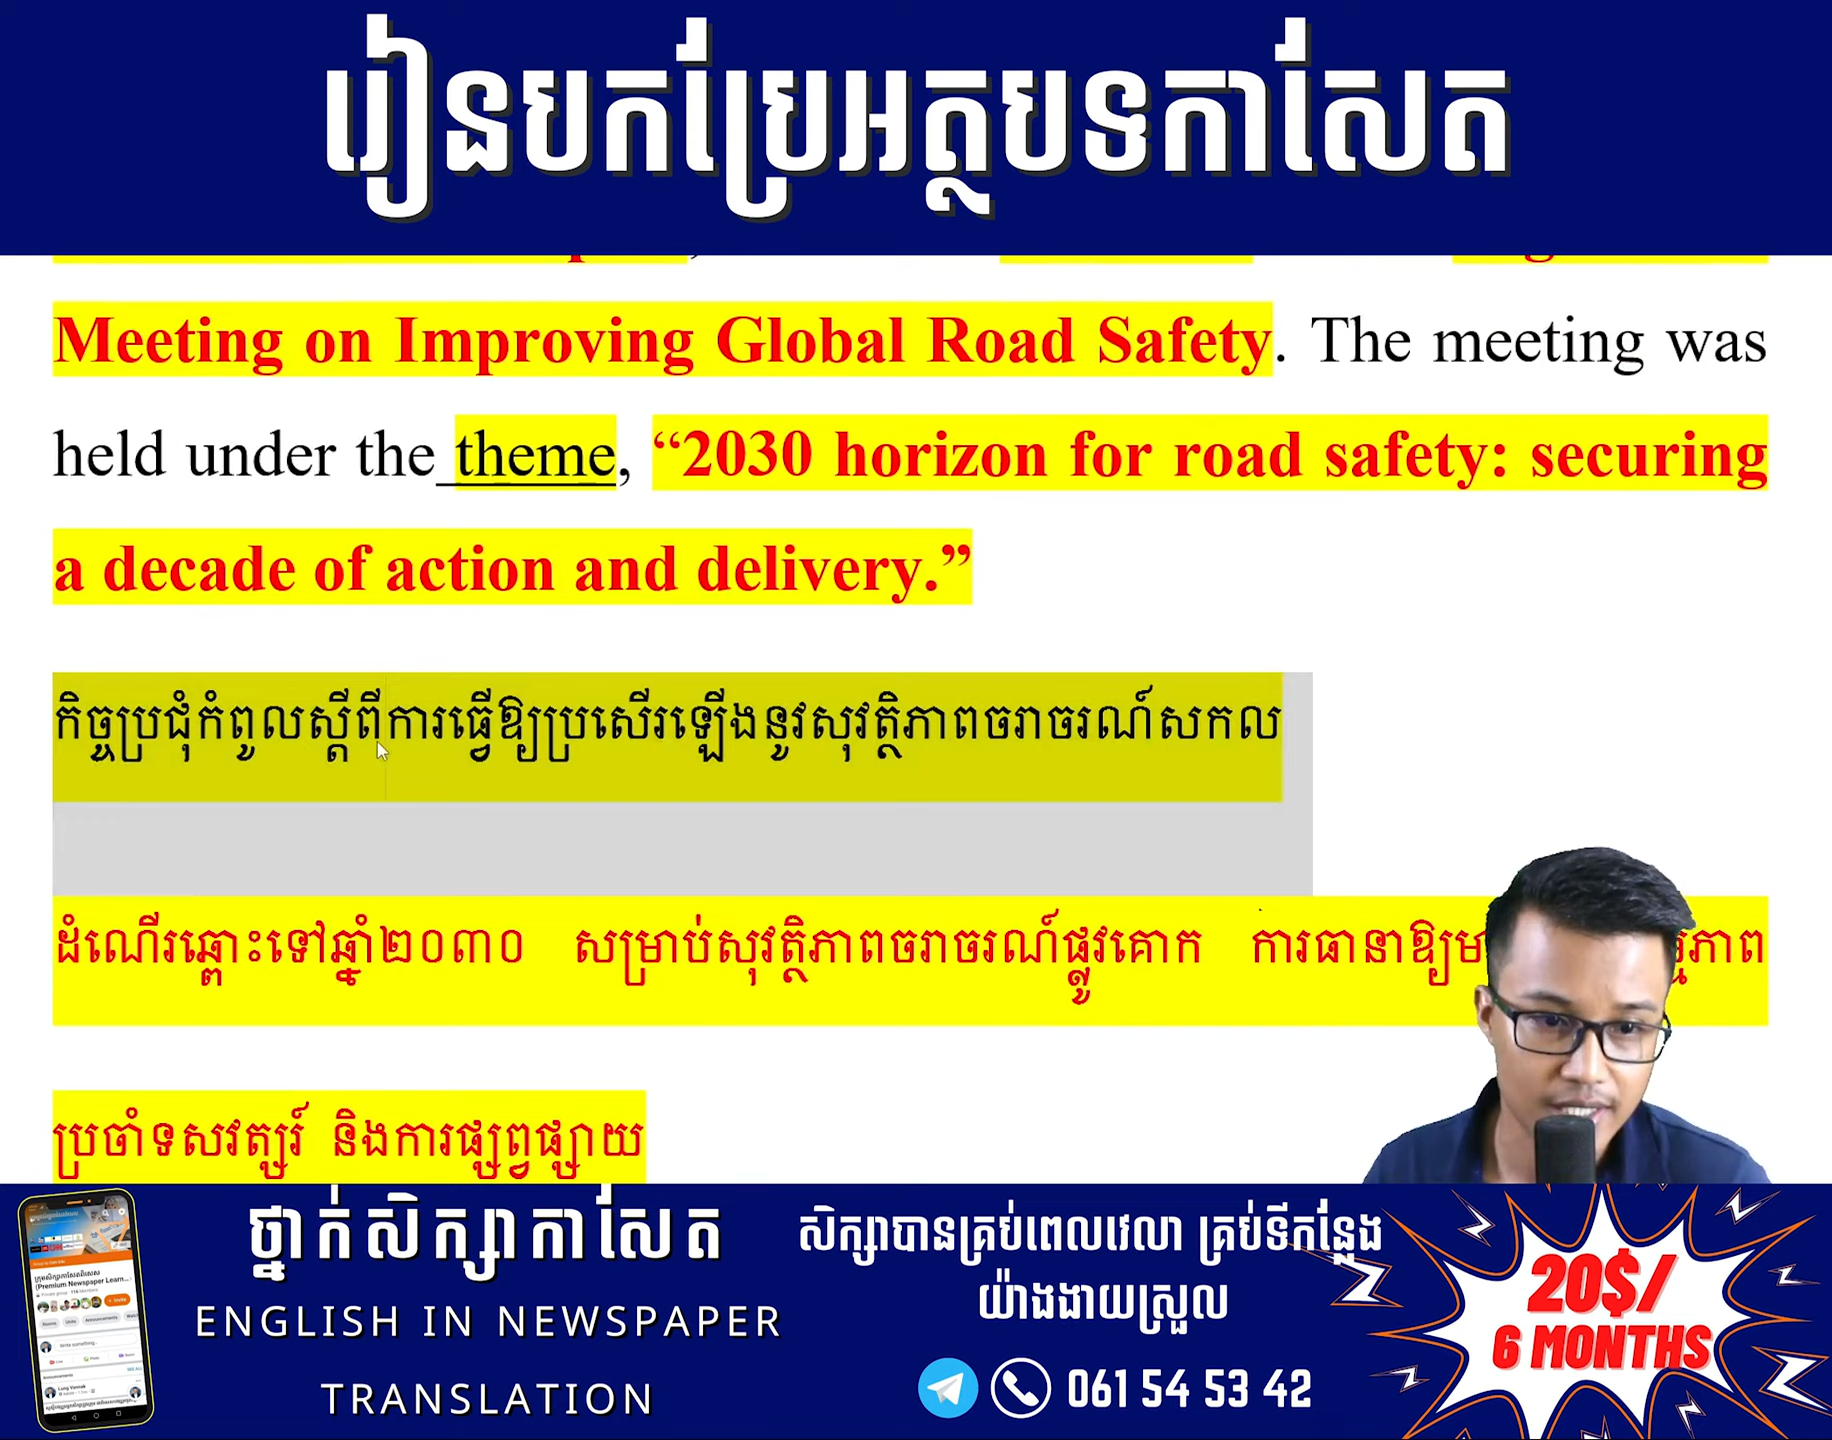 រៀនបកប្រែអត្ថបទកាសែត
Meeting on Improving Global Road Safety. The meeting was
held under the theme, “2030 horizon for road safety: securing
a decade of action and delivery.”
កិច្ចប្រជុំកំពូលស្តីពីការធ្វើឱ្យប្រសើរឡើងនូវសុវត្ថិភាពចរាចរណ៍សកល
ដំណើរឆ្ពោះទៅឆ្នាំ២០៣០ សម្រាប់សុវត្ថិភាពចរាចរណ៍ផ្លូវគោក ការធានាឱ្យ
ប្រចាំទសវត្សរ៍ និងការផ្សព្វផ្សាយ
ថ្នាក់សិក្សាកាសែត
ENGLISH IN NEWSPAPER
TRANSLATION
សិក្សាបានគ្រប់ពេលវេលា គ្រប់ទីកន្លែង
យ៉ាងងាយស្រួល
061 54 53 42
20$/
6 MONTHS
(Premium Newspaper Learn...